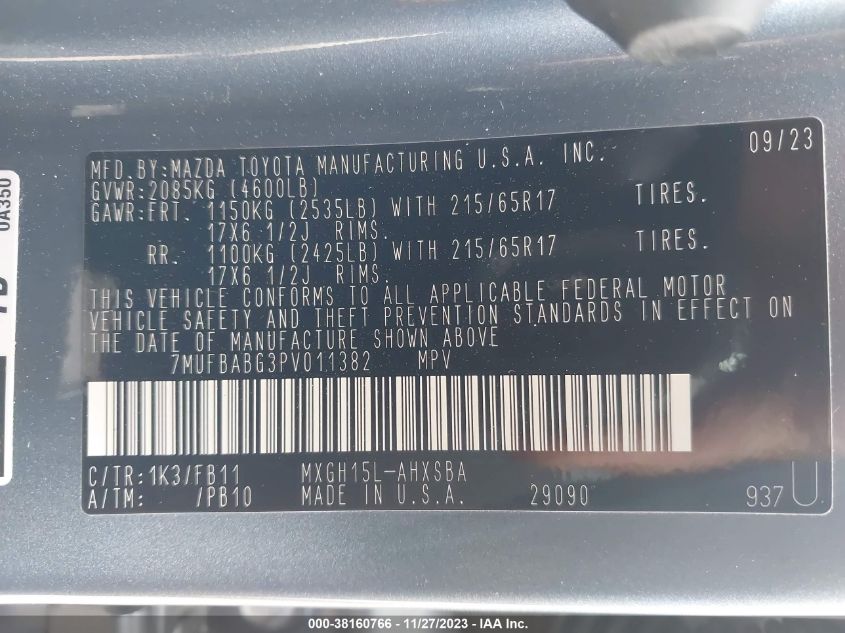 09/23
MFD.BY:MAZDA TOYOTA MANUFACTURING U.S.A. INC.
GVWR:2085KG (4600LB)
GAWR:FRT. 1150KG (2535LB) WITH 215/65R17 TIRES.
17X6 1/2J RIMS.
RR. 1100KG (2425LB) WITH 215/65R17 TIRES.
17X6 1/2J RIMS.
THIS VEHICLE CONFORMS TO ALL APPLICABLE FEDERAL MOTOR
VEHICLE SAFETY AND THEFT PREVENTION STANDARDS IN EFFECT ON
THE DATE OF MANUFACTURE SHOWN ABOVE
7MUFBABG3PV011382 MPV
C/TR:1K3/FB11 MXGH15L-AHXSBA
A/TM: /PB10 MADE IN U.S.A. 29090 937 U
0A350
000-38160766 - 11/27/2023 - IAA Inc.